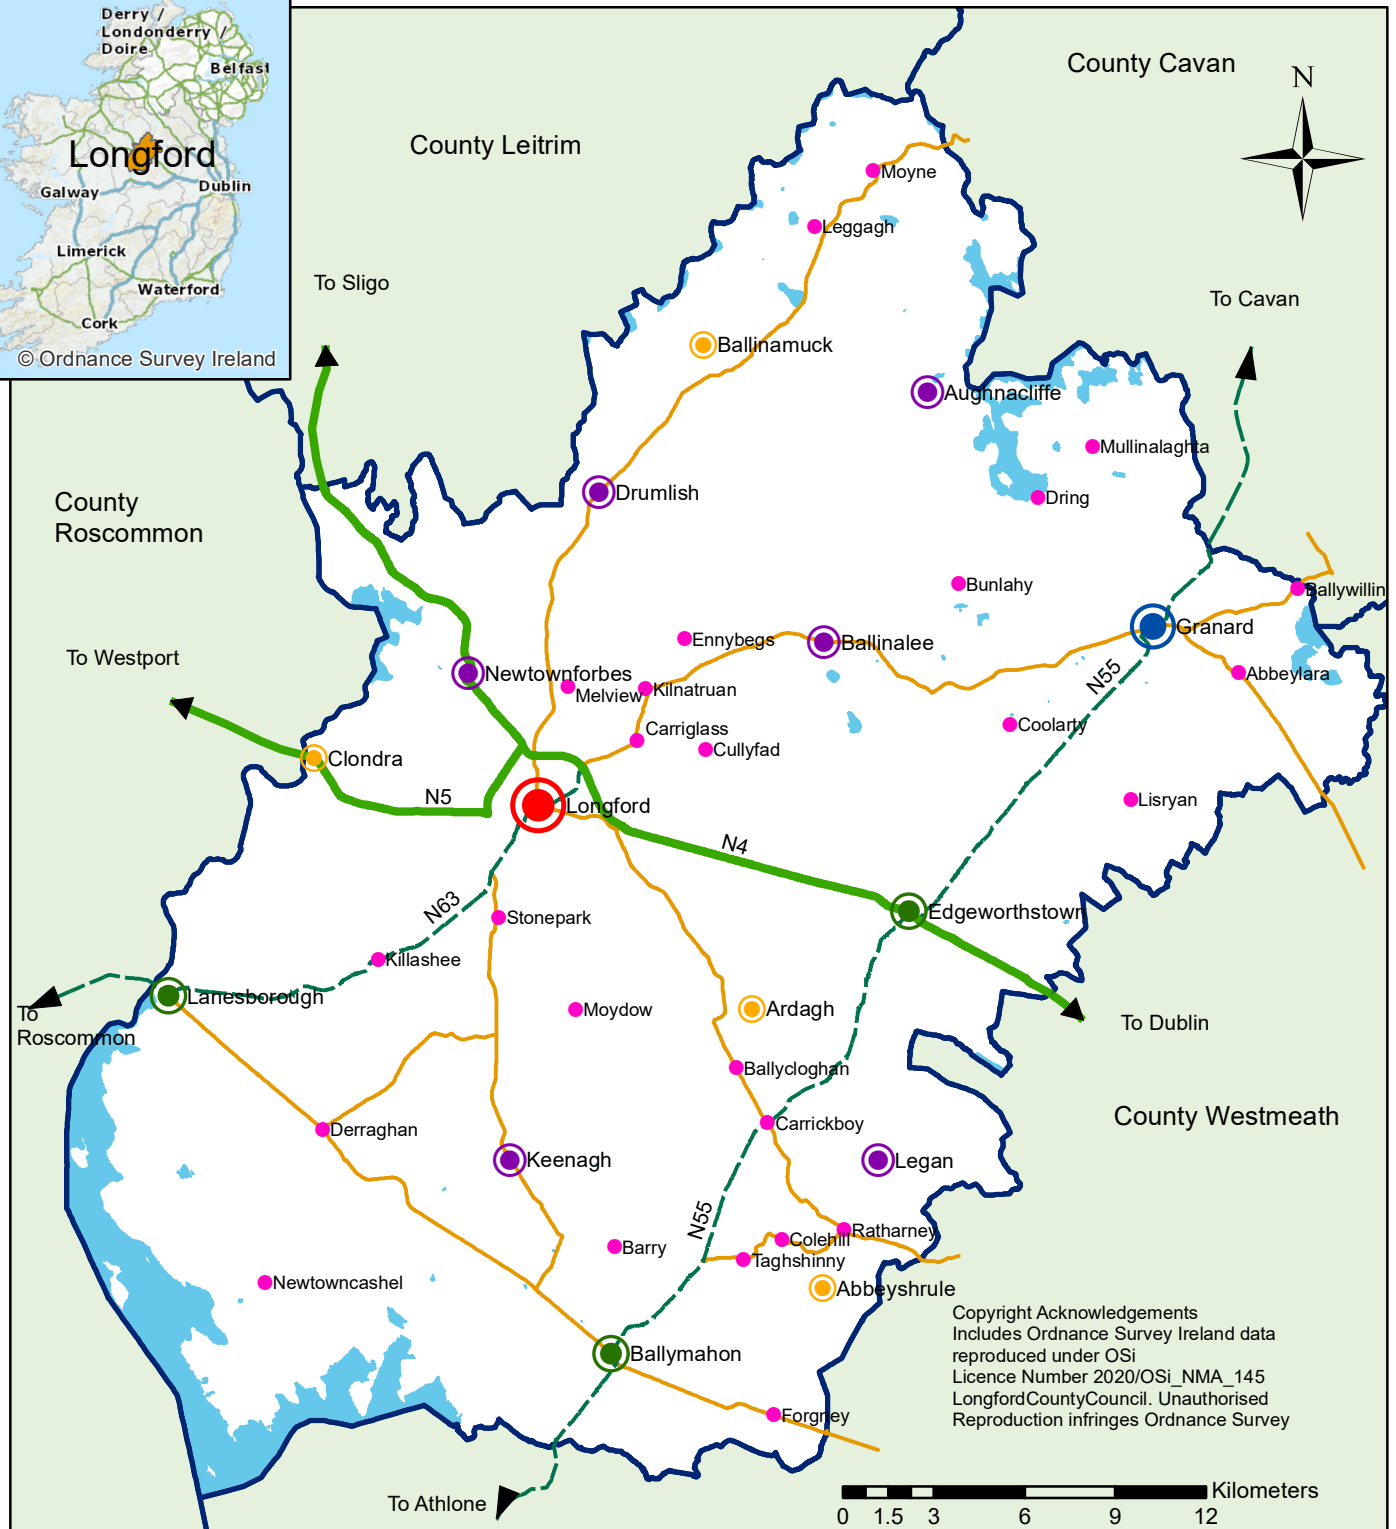 Derry /
Londonderry /
Doire
Belfast
Longford
Galway
Dublin
Limerick
Waterford
Cork
© Ordnance Survey Ireland
County Cavan
N
County Leitrim
Moyne
Leggagh
To Sligo
To Cavan
Ballinamuck
Aughnacliffe
Mullinalaghta
Drumlish
Dring
County
Roscommon
Bunlahy
Ballywillin
Granard
Ennybegs
Ballinalee
To Westport
Newtownforbes
Melview
Kilnatruan
N55
Abbeylara
Carriglass
Cullyfad
Coolarty
Clondra
N5
Longford
Lisryan
N4
N63
Stonepark
Edgeworthstown
Killashee
Lanesborough
To
Roscommon
Moydow
Ardagh
To Dublin
Ballycloghan
County Westmeath
Derraghan
Carrickboy
Keenagh
Legan
N55
Ratharney
Colehill
Barry
Taghshinny
Newtowncashel
Abbeyshrule
Copyright Acknowledgements
Includes Ordnance Survey Ireland data
reproduced under OSi
Licence Number 2020/OSi_NMA_145
LongfordCountyCouncil. Unauthorised
Reproduction infringes Ordnance Survey
Ballymahon
Forgney
To Athlone
Kilometers
0 1.5 3 6 9 12